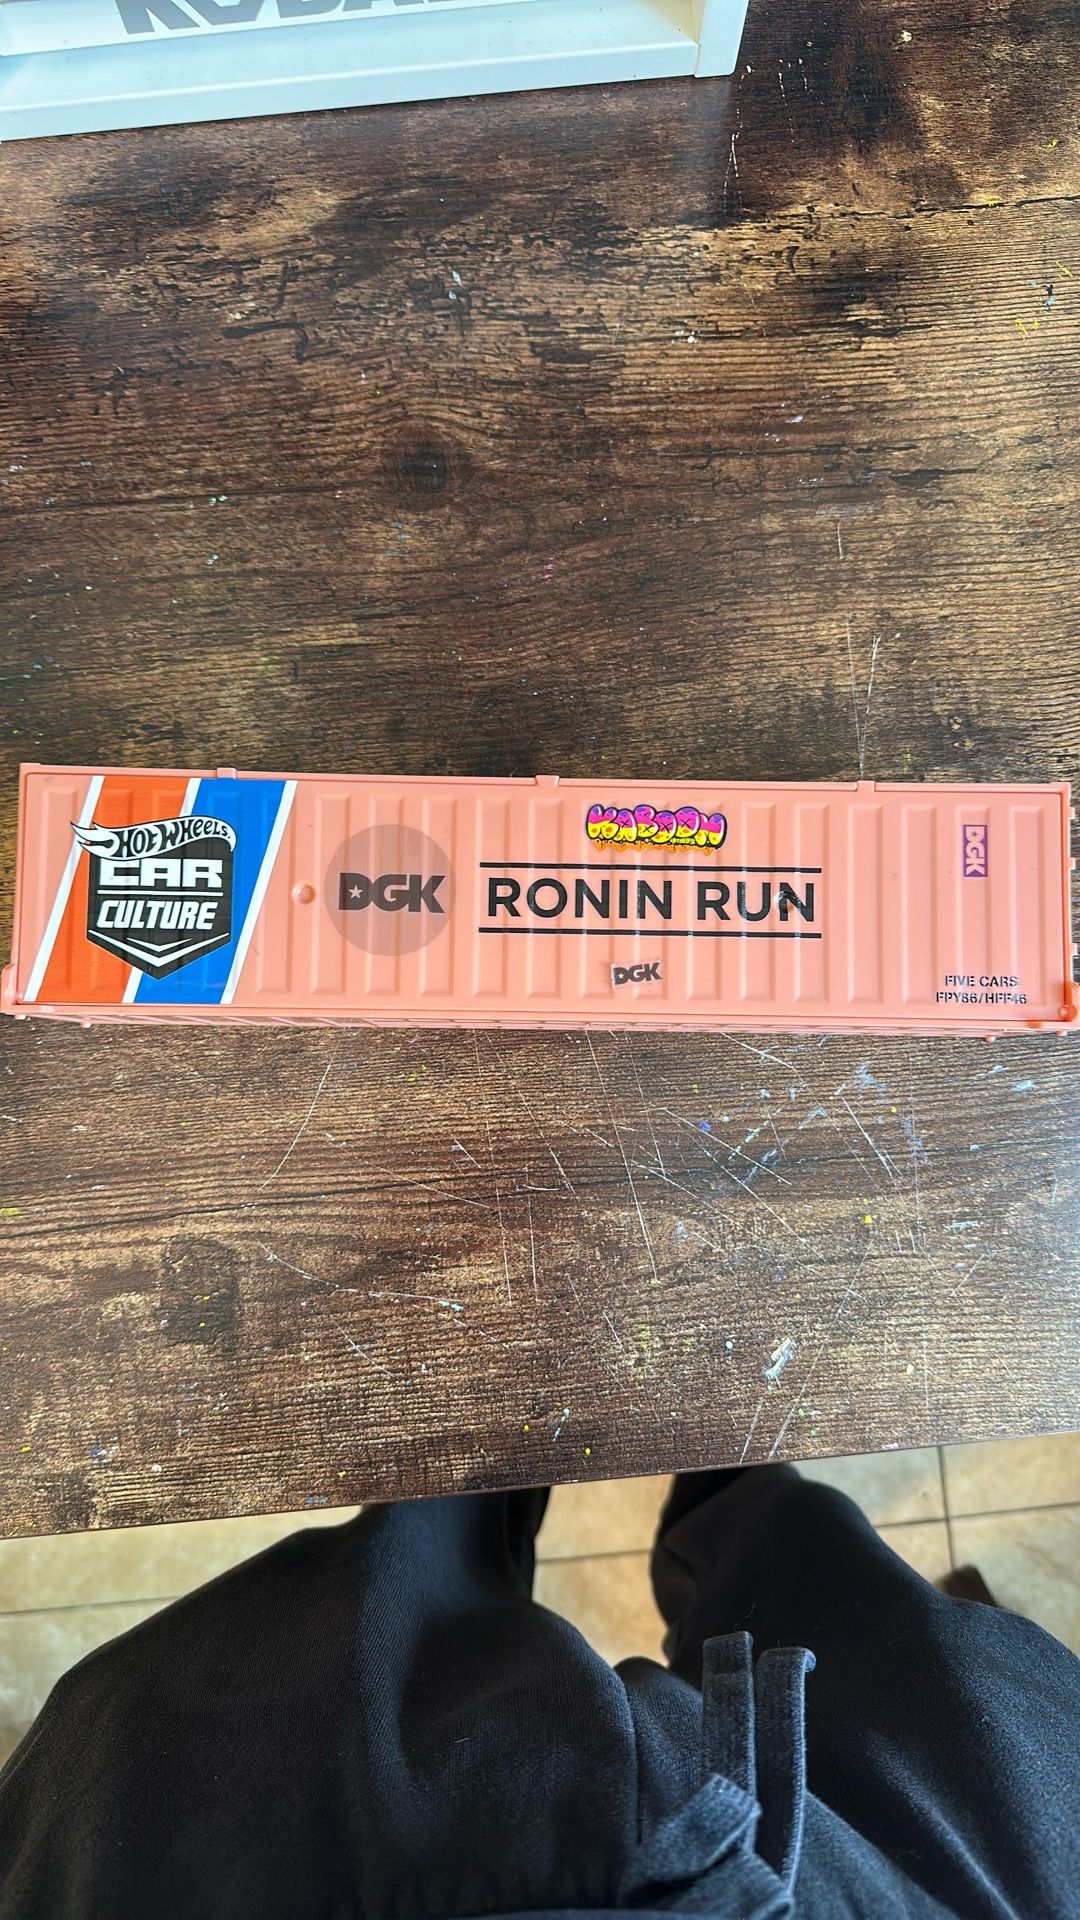 HOT WHEELS.
CAR
CULTURE
DGK
KABOOM
RONIN RUN
DGK
DGK
FIVE CARS
FPY86/HFF46